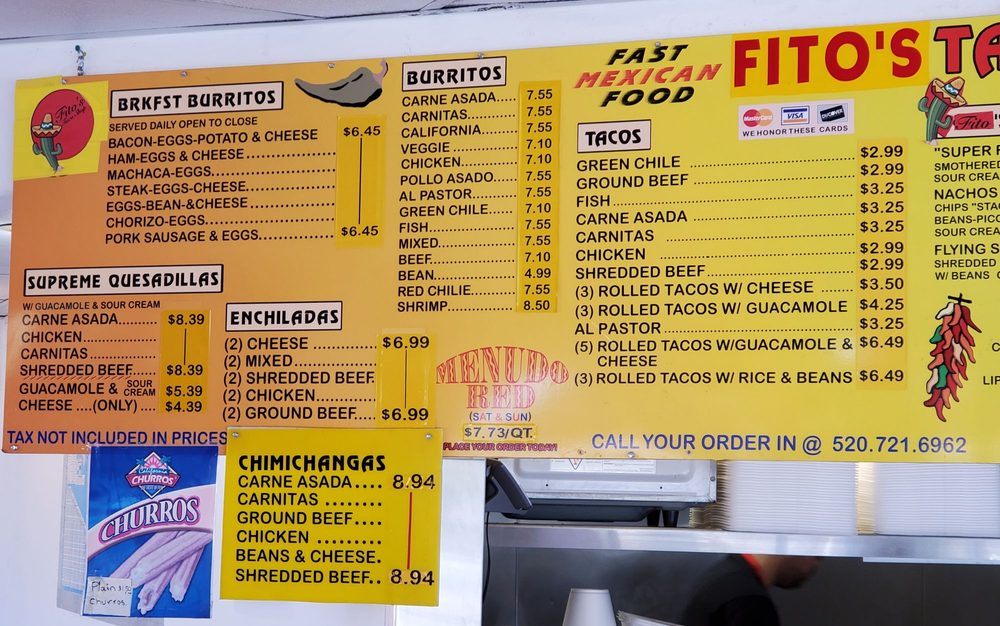 Fito's
BRKFST BURRITOS
SERVED DAILY OPEN TO CLOSE
BACON-EGGS-POTATO & CHEESE $6.45
HAM-EGGS & CHEESE
MACHACA-EGGS
STEAK-EGGS-CHEESE
EGGS-BEAN-&CHEESE
CHORIZO-EGGS
PORK SAUSAGE & EGGS $6.45
SUPREME QUESADILLAS
W/ GUACAMOLE & SOUR CREAM
CARNE ASADA $8.39
CHICKEN
CARNITAS
SHREDDED BEEF $8.39
GUACAMOLE & SOUR CREAM $5.39
CHEESE ....(ONLY) .... $4.39
ENCHILADAS
(2) CHEESE $6.99
(2) MIXED
(2) SHREDDED BEEF
(2) CHICKEN
(2) GROUND BEEF $6.99
TAX NOT INCLUDED IN PRICES
BURRITOS
CARNE ASADA 7.55
CARNITAS 7.55
CALIFORNIA 7.55
VEGGIE 7.10
CHICKEN 7.10
POLLO ASADO 7.55
AL PASTOR 7.55
GREEN CHILE 7.10
FISH 7.55
MIXED 7.55
BEEF 7.10
BEAN 4.99
RED CHILIE 7.55
SHRIMP 8.50
MENUDO
RED
(SAT & SUN)
$7.73/QT.
PLACE YOUR ORDER TODAY!
FAST
MEXICAN
FOOD
FITO'S TA
MasterCard VISA DISCOVER
WE HONOR THESE CARDS
TACOS
GREEN CHILE $2.99
GROUND BEEF $2.99
FISH $3.25
CARNE ASADA $3.25
CARNITAS $3.25
CHICKEN $2.99
SHREDDED BEEF $2.99
(3) ROLLED TACOS W/ CHEESE $3.50
(3) ROLLED TACOS W/ GUACAMOLE $4.25
AL PASTOR $3.25
(5) ROLLED TACOS W/GUACAMOLE & CHEESE $6.49
(3) ROLLED TACOS W/ RICE & BEANS $6.49
CALL YOUR ORDER IN @ 520.721.6962
Fito'
"SUPER F
SMOTHERED
SOUR CREA
NACHOS
CHIPS "STA
BEANS-PICO
SOUR CREA
FLYING S
SHREDDED
W/ BEANS
LIP
California
CHURROS
CHURROS
Plain
Churros
CHIMICHANGAS
CARNE ASADA .... 8.94
CARNITAS ........
GROUND BEEF....
CHICKEN .........
BEANS & CHEESE.
SHREDDED BEEF.. 8.94